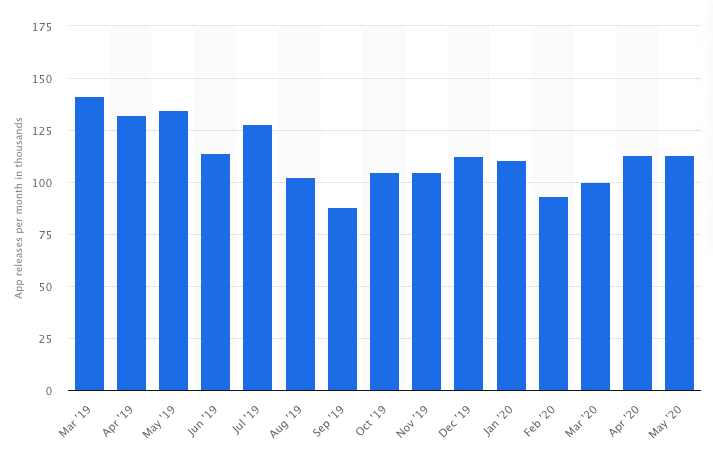 175
150
125
100
75
50
25
0
App releases per month in thousands
Mar '19
Apr '19
May '19
Jun '19
Jul '19
Aug '19
Sep '19
Oct '19
Nov '19
Dec '19
Jan '20
Feb '20
Mar '20
Apr '20
May '20